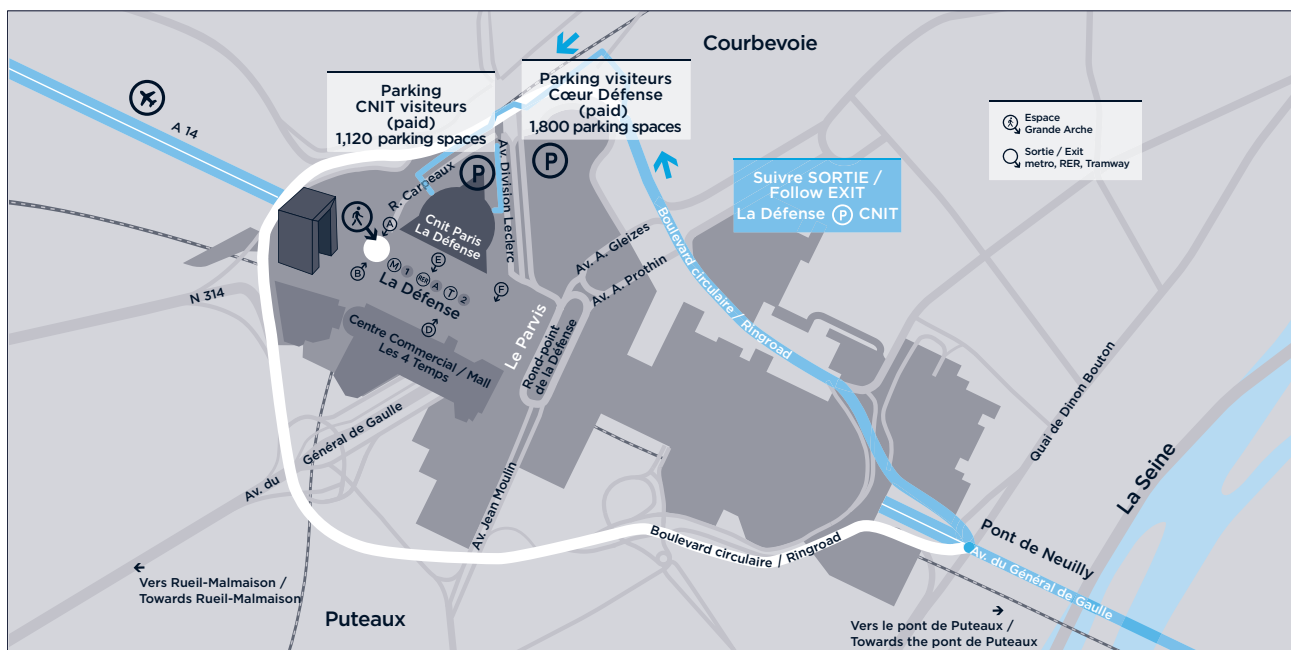 Courbevoie
Parking
CNIT visiteurs
(paid)
1,120 parking spaces
Parking visiteurs
Cœur Défense
(paid)
1,800 parking spaces
Espace
Grande Arche
Sortie / Exit
metro, RER, Tramway
A 14
P
P
Av. Division Leclerc
R. Carpeaux
Suivre SORTIE /
Follow EXIT
La Défense P CNIT
Cnit Paris
La Défense
A
B
E
F
D
M 1 RER A T 2
La Défense
N 314
Av. A. Gleizes
Av. A. Prothin
Boulevard circulaire / Ringroad
Le Parvis
Rond-point
de la Défense
Centre Commercial / Mall
Les 4 Temps
Av. du Général de Gaulle
Av. Jean Moulin
Quai de Dinon Bouton
La Seine
Boulevard circulaire / Ringroad
Pont de Neuilly
Av. du Général de Gaulle
Vers Rueil-Malmaison /
Towards Rueil-Malmaison
Puteaux
Vers le pont de Puteaux /
Towards the pont de Puteaux